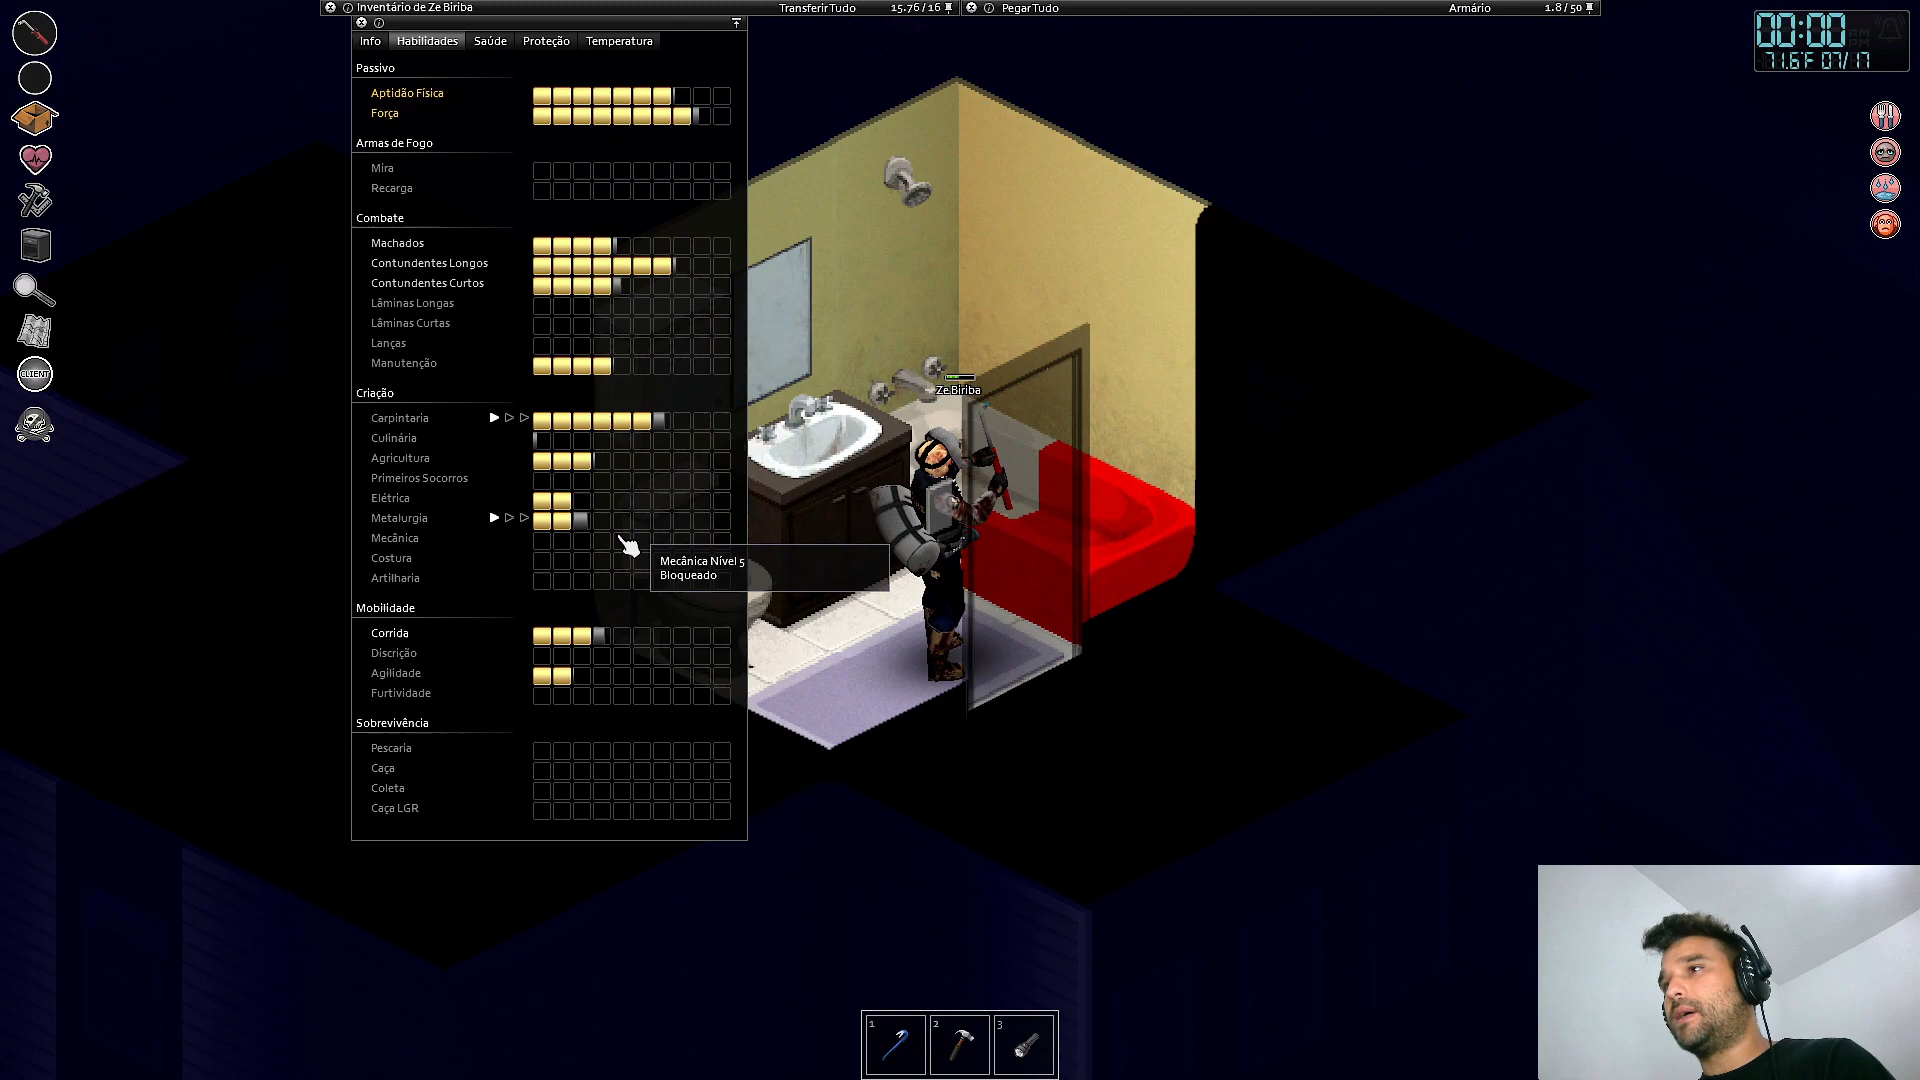 Inventário de Ze Biriba
Transferir Tudo
15.76 / 16
Pegar Tudo
Armário
1.8 / 50
Info
Habilidades
Saúde
Proteção
Temperatura
Passivo
Aptidão Física
Força
Armas de Fogo
Mira
Recarga
Combate
Machados
Contundentes Longos
Contundentes Curtos
Lâminas Longas
Lâminas Curtas
Lanças
Manutenção
Criação
Carpintaria
Culinária
Agricultura
Primeiros Socorros
Elétrica
Metalurgia
Mecânica
Costura
Artilharia
Mecânica Nível 5
Bloqueado
Mobilidade
Corrida
Discrição
Agilidade
Furtividade
Sobrevivência
Pescaria
Caça
Coleta
Caça LGR
CLIENT
Ze Biriba
00:00
71.6°F 07/17
1
2
3